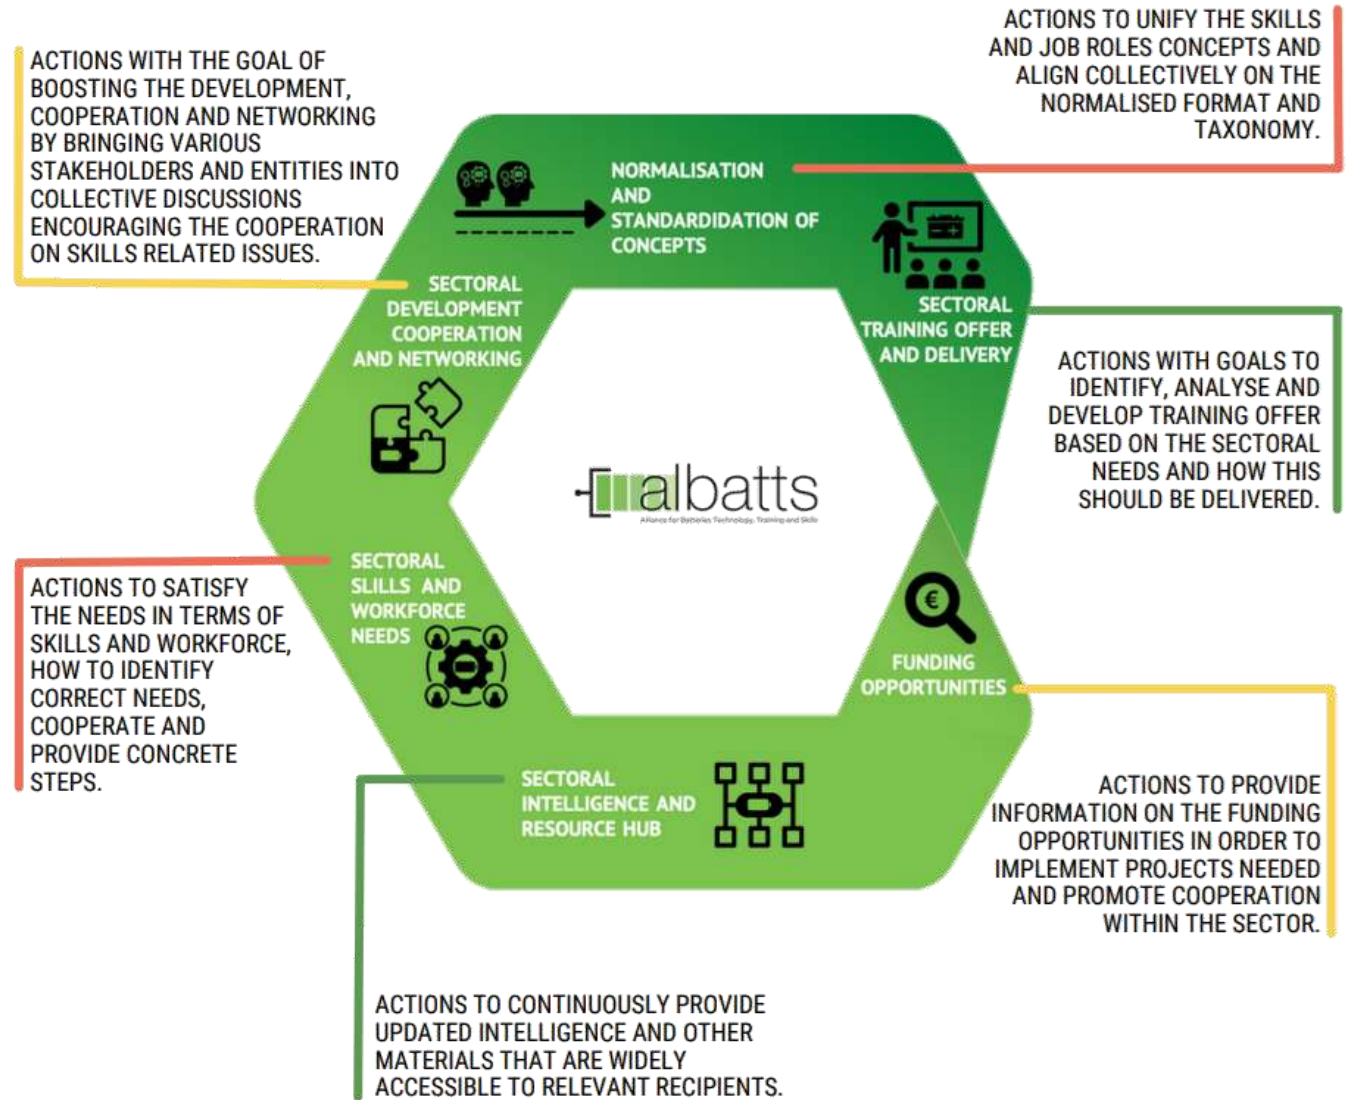 ACTIONS WITH THE GOAL OF
BOOSTING THE DEVELOPMENT,
COOPERATION AND NETWORKING
BY BRINGING VARIOUS
STAKEHOLDERS AND ENTITIES INTO
COLLECTIVE DISCUSSIONS
ENCOURAGING THE COOPERATION
ON SKILLS RELATED ISSUES.
ACTIONS TO UNIFY THE SKILLS
AND JOB ROLES CONCEPTS AND
ALIGN COLLECTIVELY ON THE
NORMALISED FORMAT AND
TAXONOMY.
NORMALISATION
AND
STANDARDIDATION OF
CONCEPTS
SECTORAL
DEVELOPMENT
COOPERATION
AND NETWORKING
SECTORAL
TRAINING OFFER
AND DELIVERY
ACTIONS WITH GOALS TO
IDENTIFY, ANALYSE AND
DEVELOP TRAINING OFFER
BASED ON THE SECTORAL
NEEDS AND HOW THIS
SHOULD BE DELIVERED.
albatts
Alliance for Batteries Technology, Training and Skills
SECTORAL
SLILLS AND
WORKFORCE
NEEDS
ACTIONS TO SATISFY
THE NEEDS IN TERMS OF
SKILLS AND WORKFORCE,
HOW TO IDENTIFY
CORRECT NEEDS,
COOPERATE AND
PROVIDE CONCRETE
STEPS.
€
FUNDING
OPPORTUNITIES
SECTORAL
INTELLIGENCE AND
RESOURCE HUB
ACTIONS TO PROVIDE
INFORMATION ON THE FUNDING
OPPORTUNITIES IN ORDER TO
IMPLEMENT PROJECTS NEEDED
AND PROMOTE COOPERATION
WITHIN THE SECTOR.
ACTIONS TO CONTINUOUSLY PROVIDE
UPDATED INTELLIGENCE AND OTHER
MATERIALS THAT ARE WIDELY
ACCESSIBLE TO RELEVANT RECIPIENTS.